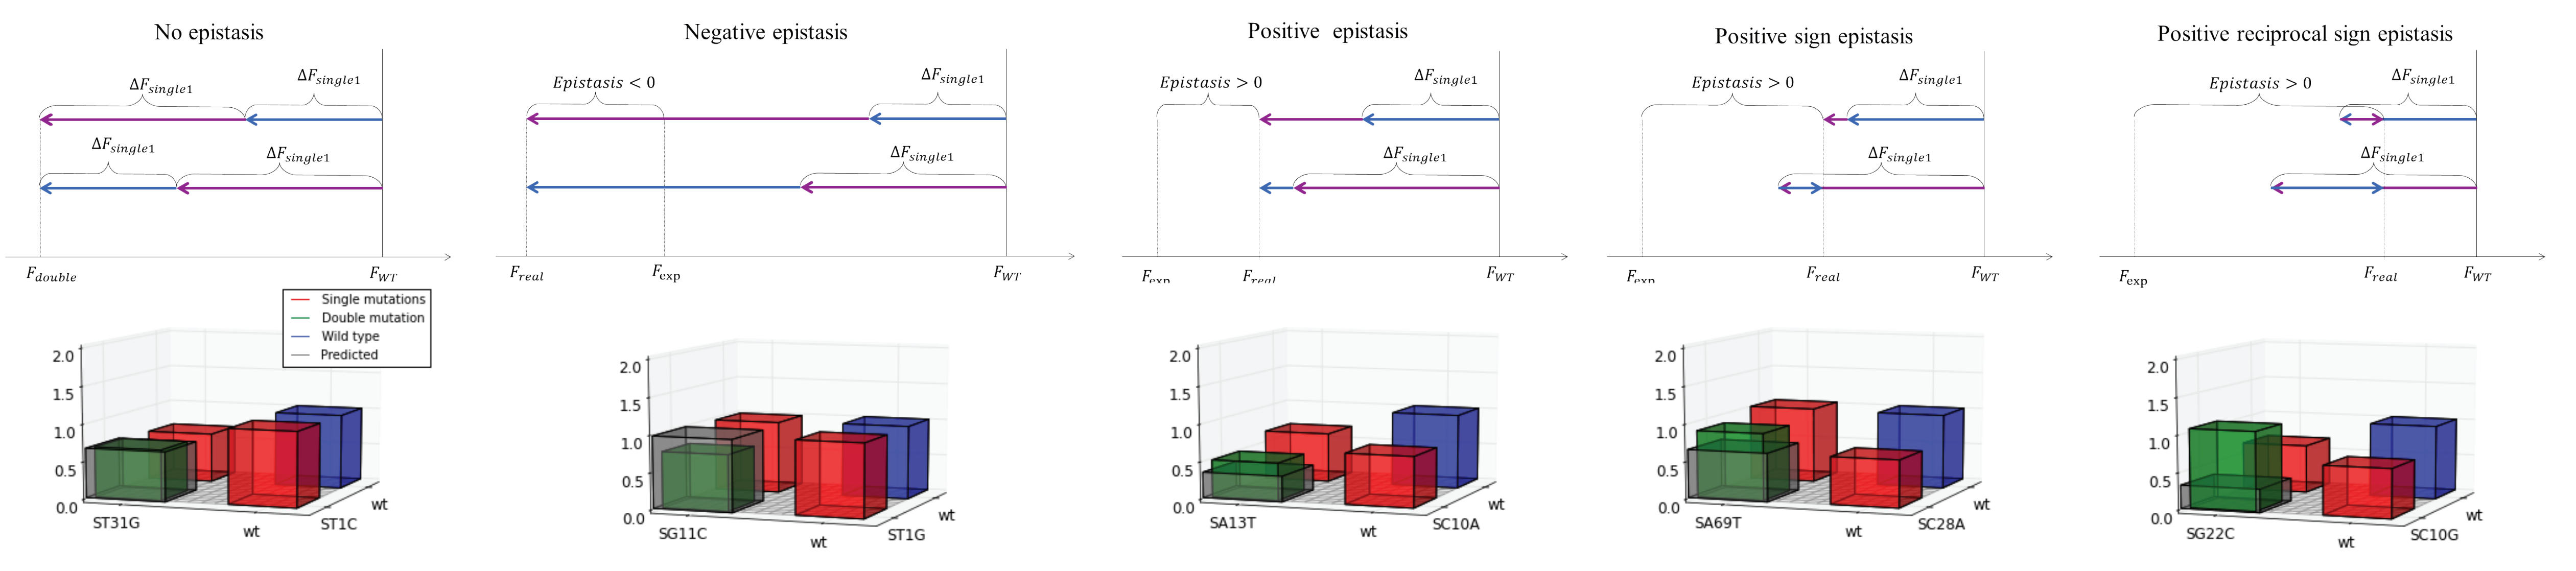 No epistasis
ΔF_single1
ΔF_single1
ΔF_single1
ΔF_single1
F_double
F_WT
Negative epistasis
Epistasis < 0
ΔF_single1
ΔF_single1
F_real
F_exp
F_WT
Positive epistasis
Epistasis > 0
ΔF_single1
ΔF_single1
F_exp
F_real
F_WT
Positive sign epistasis
Epistasis > 0
ΔF_single1
ΔF_single1
F_exp
F_real
F_WT
Positive reciprocal sign epistasis
Epistasis > 0
ΔF_single1
ΔF_single1
F_exp
F_real
F_WT
Single mutations
Double mutation
Wild type
Predicted
2.0
1.5
1.0
0.5
0.0
ST31G
wt
ST1C
wt
2.0
1.5
1.0
0.5
0.0
SG11C
wt
ST1G
wt
2.0
1.5
1.0
0.5
0.0
SA13T
wt
SC10A
wt
2.0
1.5
1.0
0.5
0.0
SA69T
wt
SC28A
wt
2.0
1.5
1.0
0.5
0.0
SG22C
wt
SC10G
wt